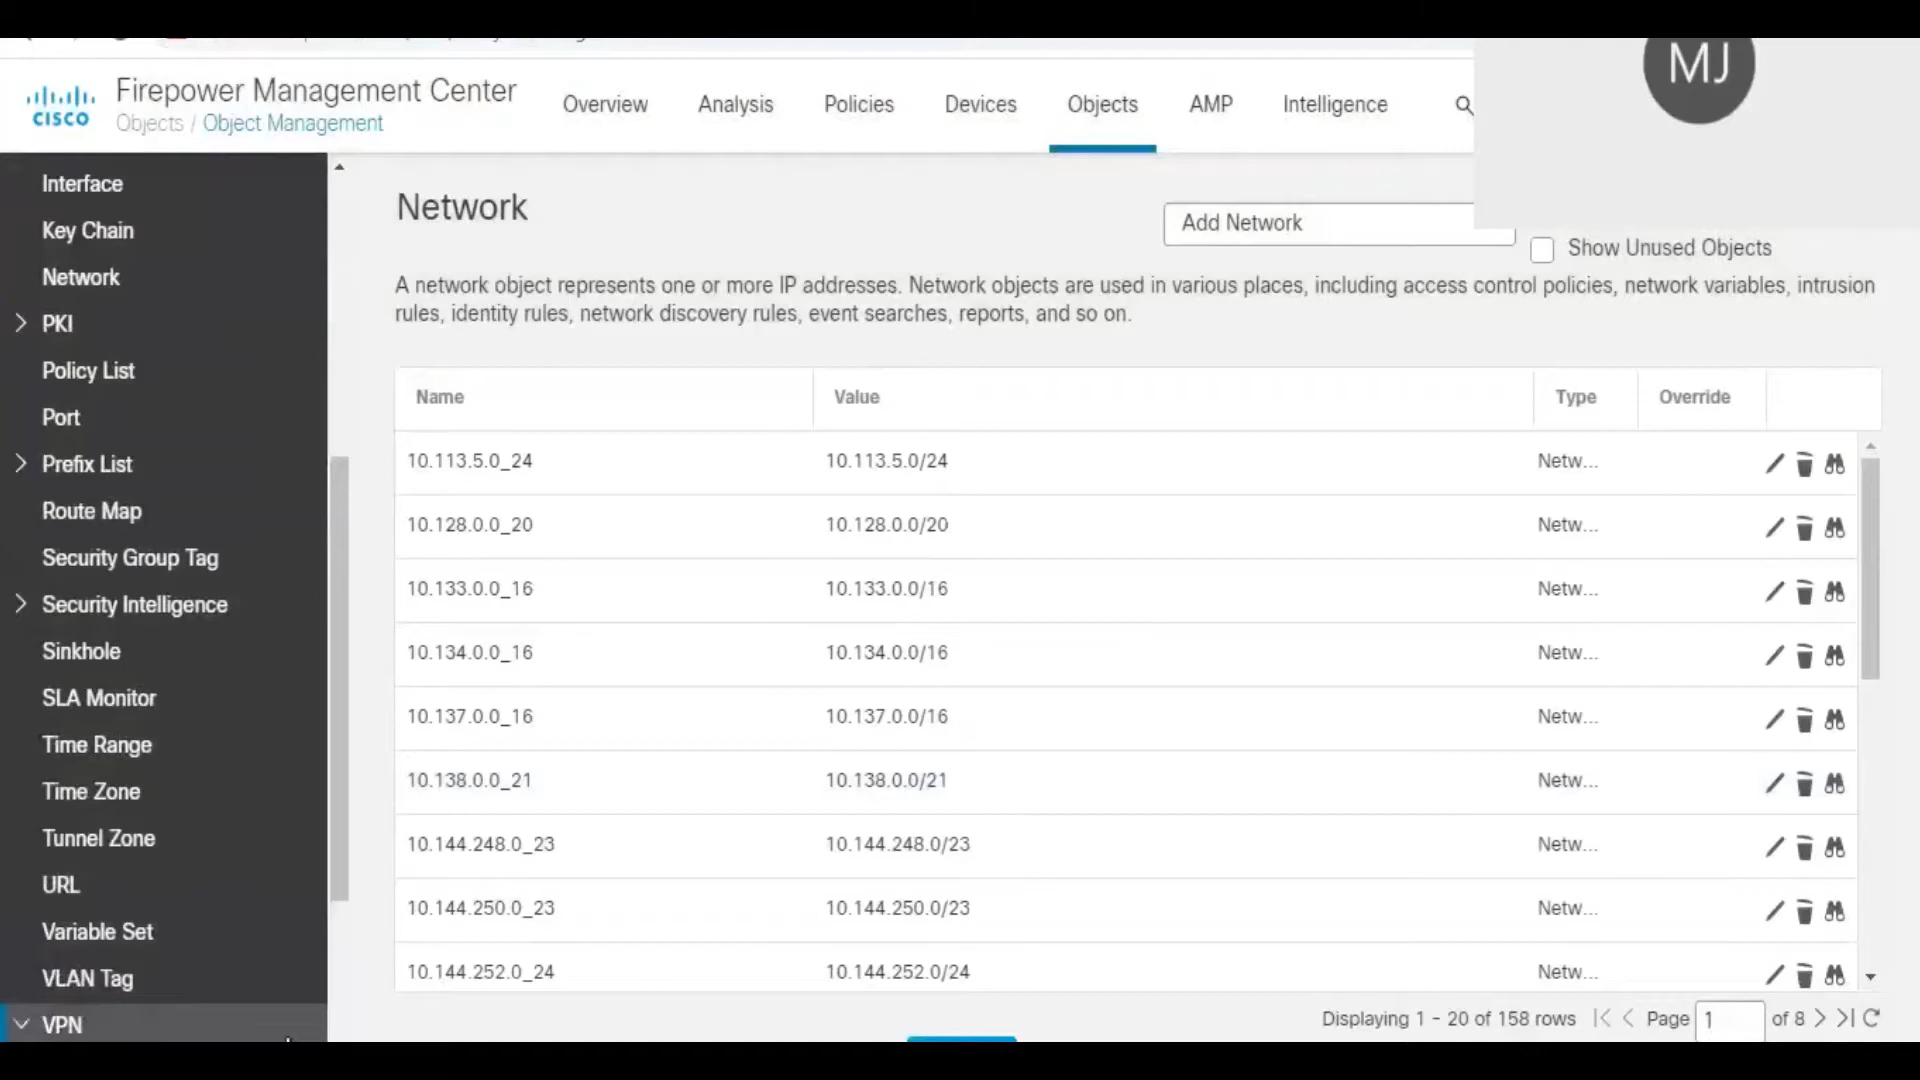 MJ
CISCO
Firepower Management Center
Objects / Object Management
Overview
Analysis
Policies
Devices
Objects
AMP
Intelligence
Interface
Key Chain
Network
PKI
Policy List
Port
Prefix List
Route Map
Security Group Tag
Security Intelligence
Sinkhole
SLA Monitor
Time Range
Time Zone
Tunnel Zone
URL
Variable Set
VLAN Tag
VPN
Network
Add Network
Show Unused Objects
A network object represents one or more IP addresses. Network objects are used in various places, including access control policies, network variables, intrusion
rules, identity rules, network discovery rules, event searches, reports, and so on.
Name Value Type Override
10.113.5.0_24 10.113.5.0/24 Netw...
10.128.0.0_20 10.128.0.0/20 Netw...
10.133.0.0_16 10.133.0.0/16 Netw...
10.134.0.0_16 10.134.0.0/16 Netw...
10.137.0.0_16 10.137.0.0/16 Netw...
10.138.0.0_21 10.138.0.0/21 Netw...
10.144.248.0_23 10.144.248.0/23 Netw...
10.144.250.0_23 10.144.250.0/23 Netw...
10.144.252.0_24 10.144.252.0/24 Netw...
Displaying 1 - 20 of 158 rows Page 1 of 8